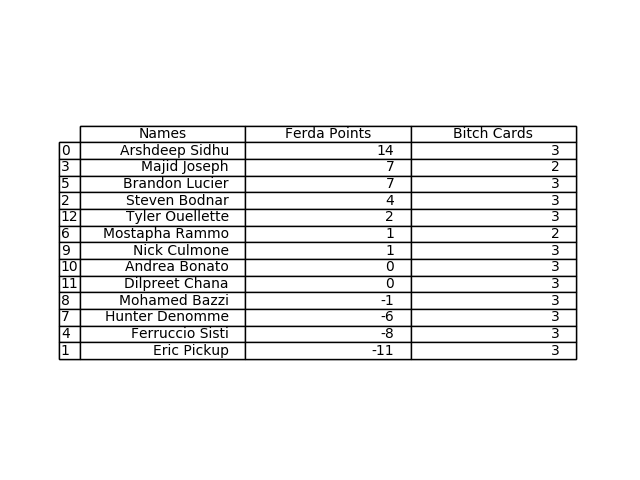 Names Ferda Points Bitch Cards
0 Arshdeep Sidhu 14 3
3 Majid Joseph 7 2
5 Brandon Lucier 7 3
2 Steven Bodnar 4 3
12 Tyler Ouellette 2 3
6 Mostapha Rammo 1 2
9 Nick Culmone 1 3
10 Andrea Bonato 0 3
11 Dilpreet Chana 0 3
8 Mohamed Bazzi -1 3
7 Hunter Denomme -6 3
4 Ferruccio Sisti -8 3
1 Eric Pickup -11 3